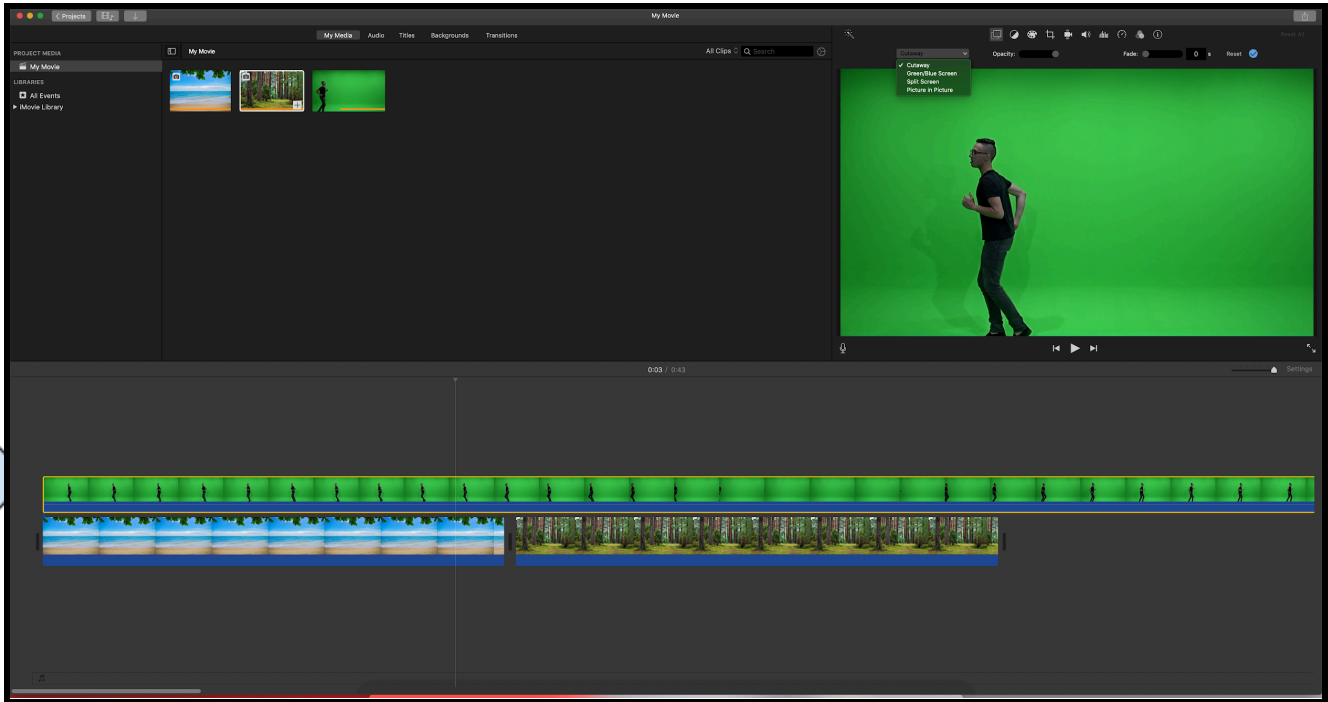 Projects
My Movie
My Media Audio Titles Backgrounds Transitions
Reset All
PROJECT MEDIA
My Movie
LIBRARIES
All Events
iMovie Library
My Movie
All Clips
Search
Cutaway
Opacity:
Fade:
0 s
Reset
Cutaway
Green/Blue Screen
Split Screen
Picture in Picture
0:03 / 0:43
Settings